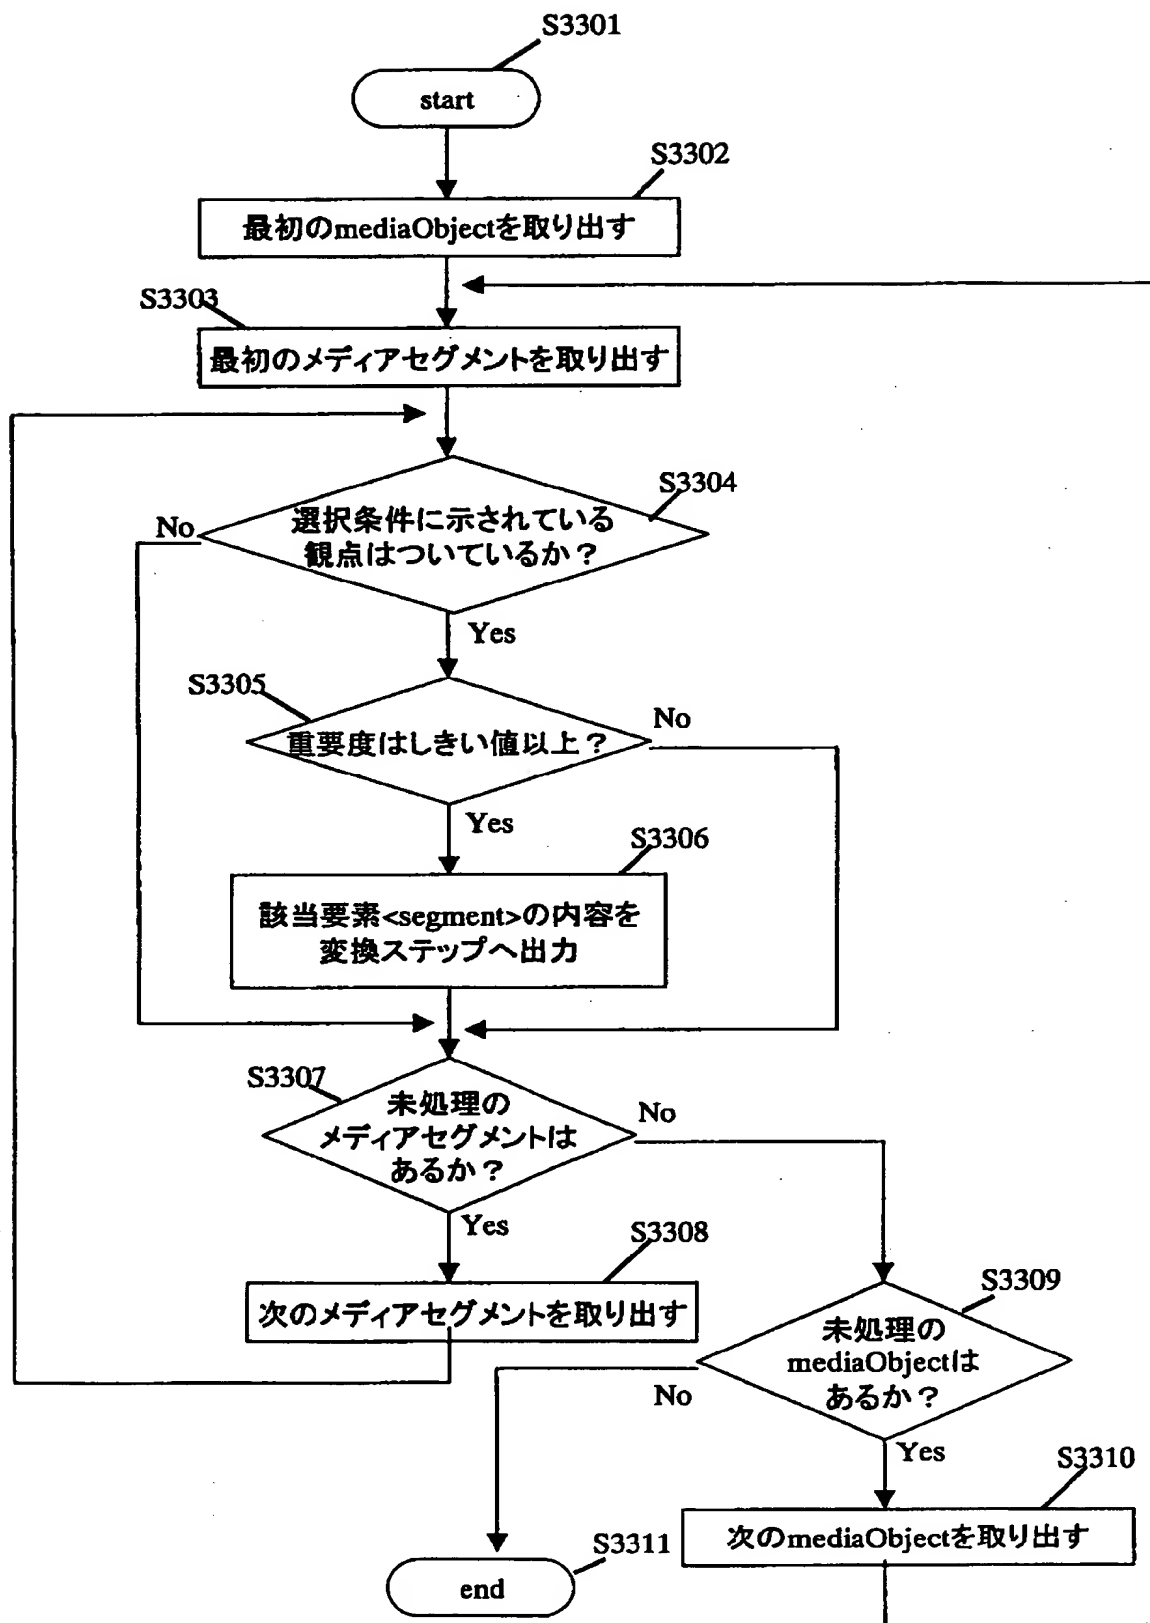 S3301
start
S3302
最初のmediaObjectを取り出す
S3303
最初のメディアセグメントを取り出す
S3304
選択条件に示されている
観点はついているか？
No
Yes
S3305
重要度はしきい値以上？
No
Yes
S3306
該当要素<segment>の内容を
変換ステップへ出力
S3307
未処理の
メディアセグメントは
あるか？
No
Yes
S3308
次のメディアセグメントを取り出す
S3309
未処理の
mediaObjectは
あるか？
No
Yes
S3310
次のmediaObjectを取り出す
S3311
end